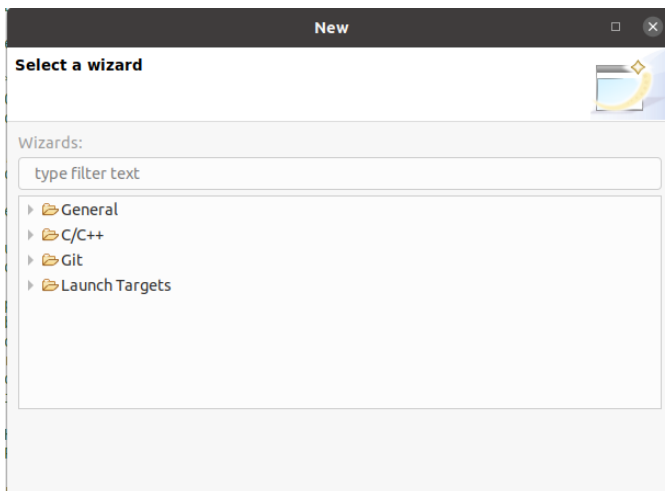 New
Select a wizard
Wizards:
type filter text
General
C/C++
Git
Launch Targets